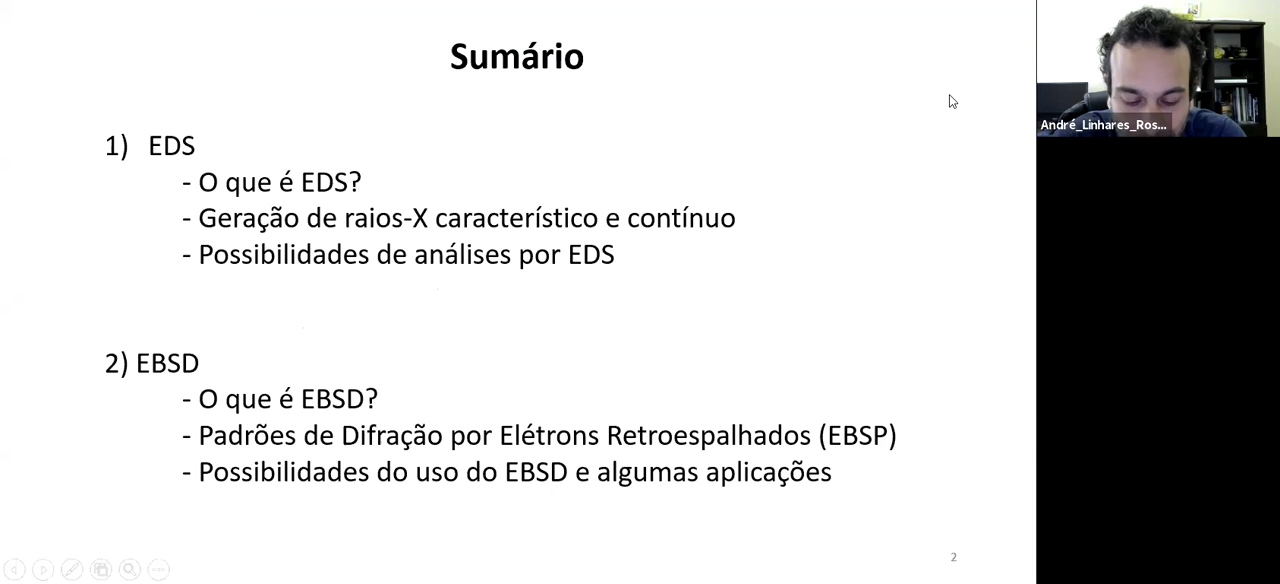 Sumário
1) EDS
- O que é EDS?
- Geração de raios-X característico e contínuo
- Possibilidades de análises por EDS
2) EBSD
- O que é EBSD?
- Padrões de Difração por Elétrons Retroespalhados (EBSP)
- Possibilidades do uso do EBSD e algumas aplicações
2
André_Linhares_Ros...